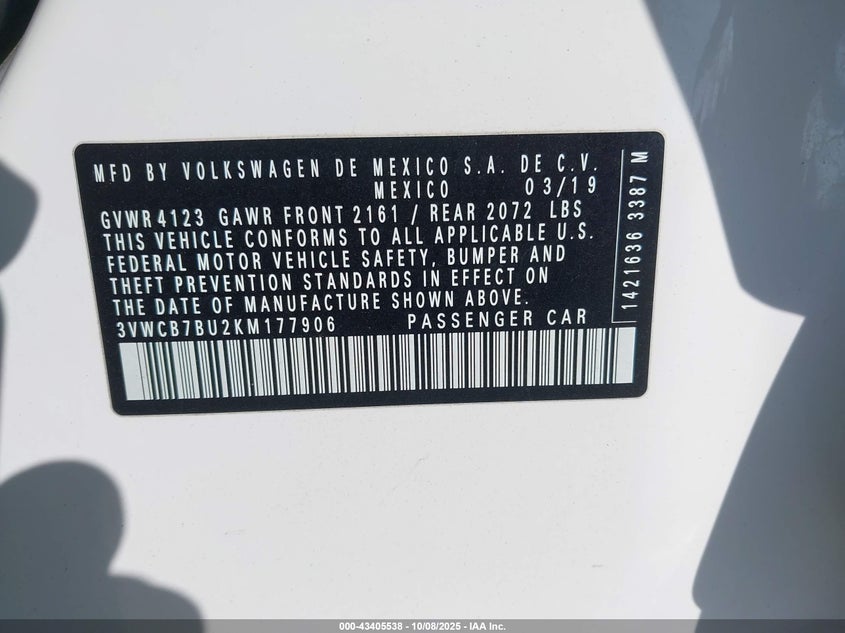 MFD BY VOLKSWAGEN DE MEXICO S.A. DE C.V.
MEXICO 03/19
GVWR 4123 GAWR FRONT 2161 / REAR 2072 LBS
THIS VEHICLE CONFORMS TO ALL APPLICABLE U.S.
FEDERAL MOTOR VEHICLE SAFETY, BUMPER AND
THEFT PREVENTION STANDARDS IN EFFECT ON
THE DATE OF MANUFACTURE SHOWN ABOVE.
3VWCB7BU2KM177906 PASSENGER CAR
1421636 3387 M
000-43405538 - 10/08/2025 - IAA Inc.